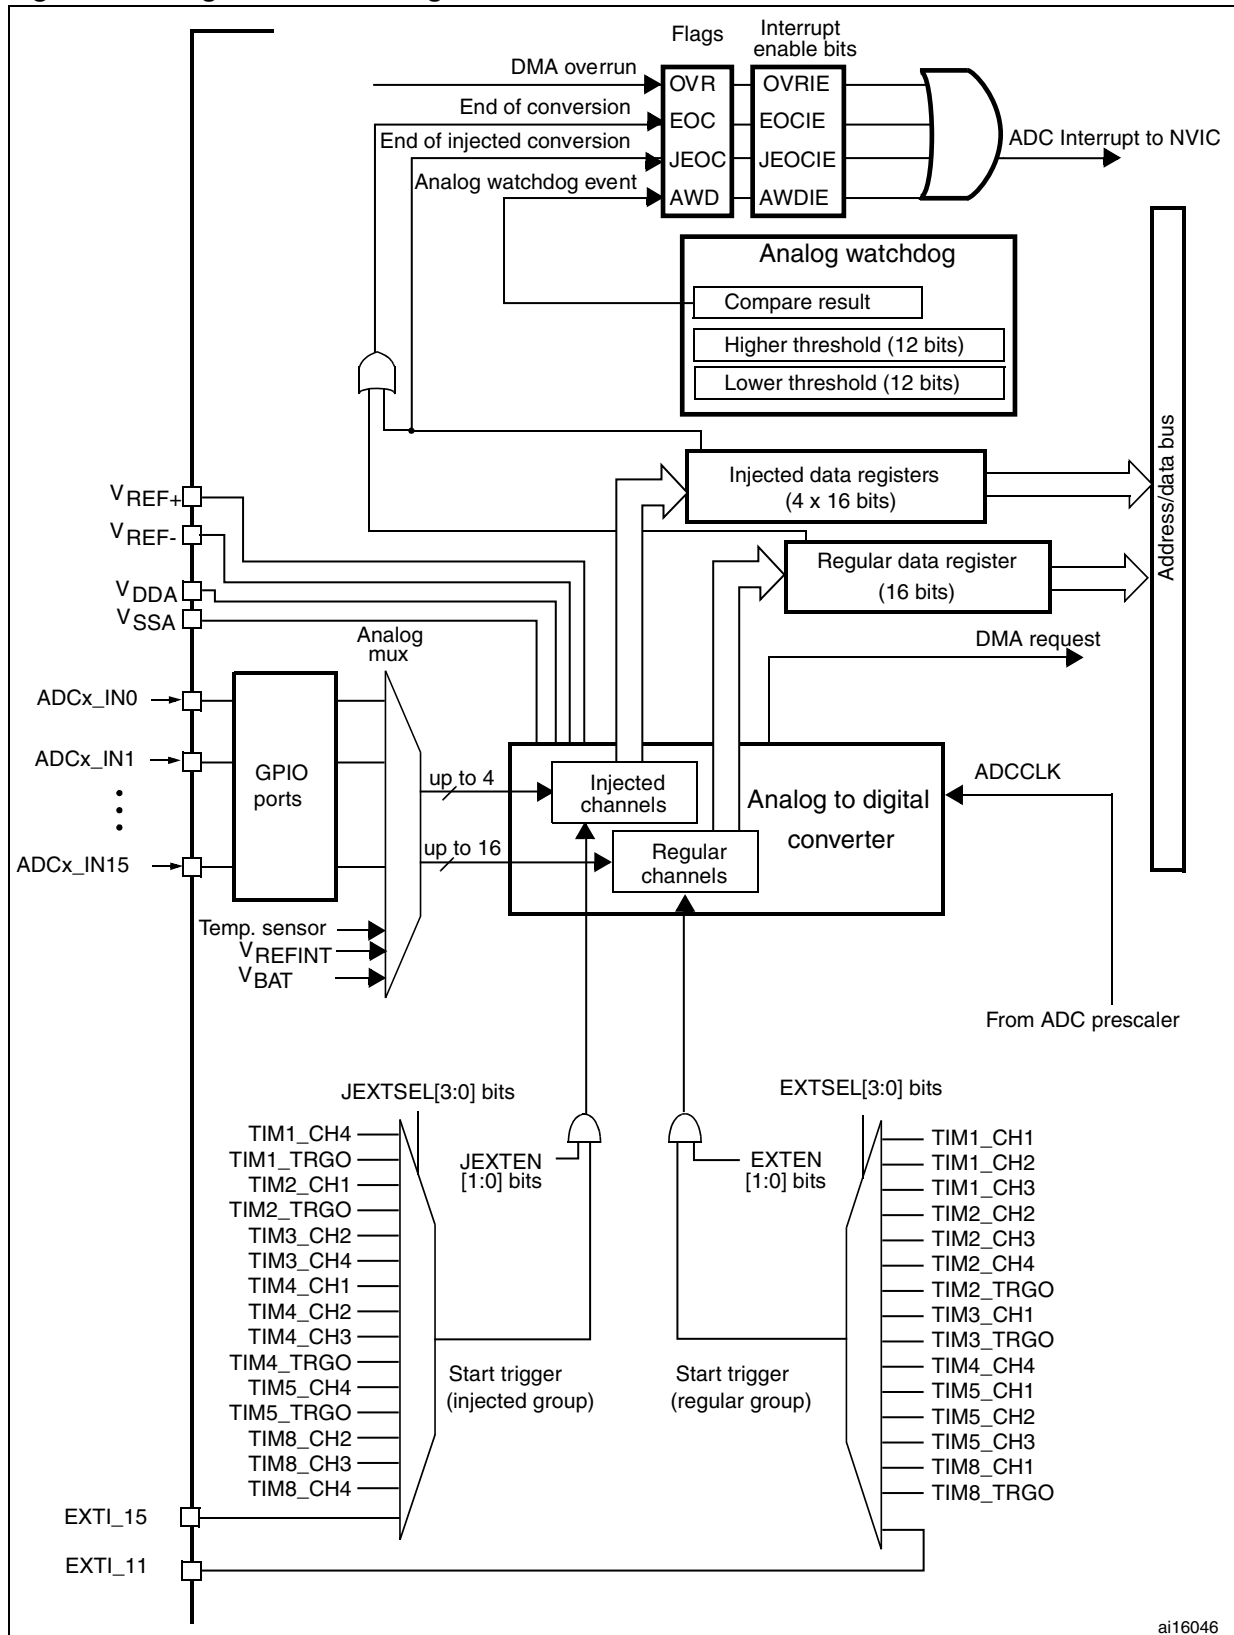 Flags
Interrupt
enable bits
DMA overrun
OVR
OVRIE
End of conversion
EOC
EOCIE
End of injected conversion
JEOC
JEOCIE
ADC Interrupt to NVIC
Analog watchdog event
AWD
AWDIE
Analog watchdog
Compare result
Higher threshold (12 bits)
Lower threshold (12 bits)
Address/data bus
Injected data registers
(4 x 16 bits)
VREF+
VREF-
VDDA
VSSA
Regular data register
(16 bits)
DMA request
Analog
mux
ADCx_IN0
ADCx_IN1
ADCx_IN15
GPIO
ports
up to 4
up to 16
Injected
channels
Regular
channels
Analog to digital
converter
ADCCLK
Temp. sensor
VREFINT
VBAT
From ADC prescaler
JEXTSEL[3:0] bits
EXTSEL[3:0] bits
JEXTEN
[1:0] bits
EXTEN
[1:0] bits
TIM1_CH4
TIM1_TRGO
TIM2_CH1
TIM2_TRGO
TIM3_CH2
TIM3_CH4
TIM4_CH1
TIM4_CH2
TIM4_CH3
TIM4_TRGO
TIM5_CH4
TIM5_TRGO
TIM8_CH2
TIM8_CH3
TIM8_CH4
Start trigger
(injected group)
Start trigger
(regular group)
TIM1_CH1
TIM1_CH2
TIM1_CH3
TIM2_CH2
TIM2_CH3
TIM2_CH4
TIM2_TRGO
TIM3_CH1
TIM3_TRGO
TIM4_CH4
TIM5_CH1
TIM5_CH2
TIM5_CH3
TIM8_CH1
TIM8_TRGO
EXTI_15
EXTI_11
ai16046